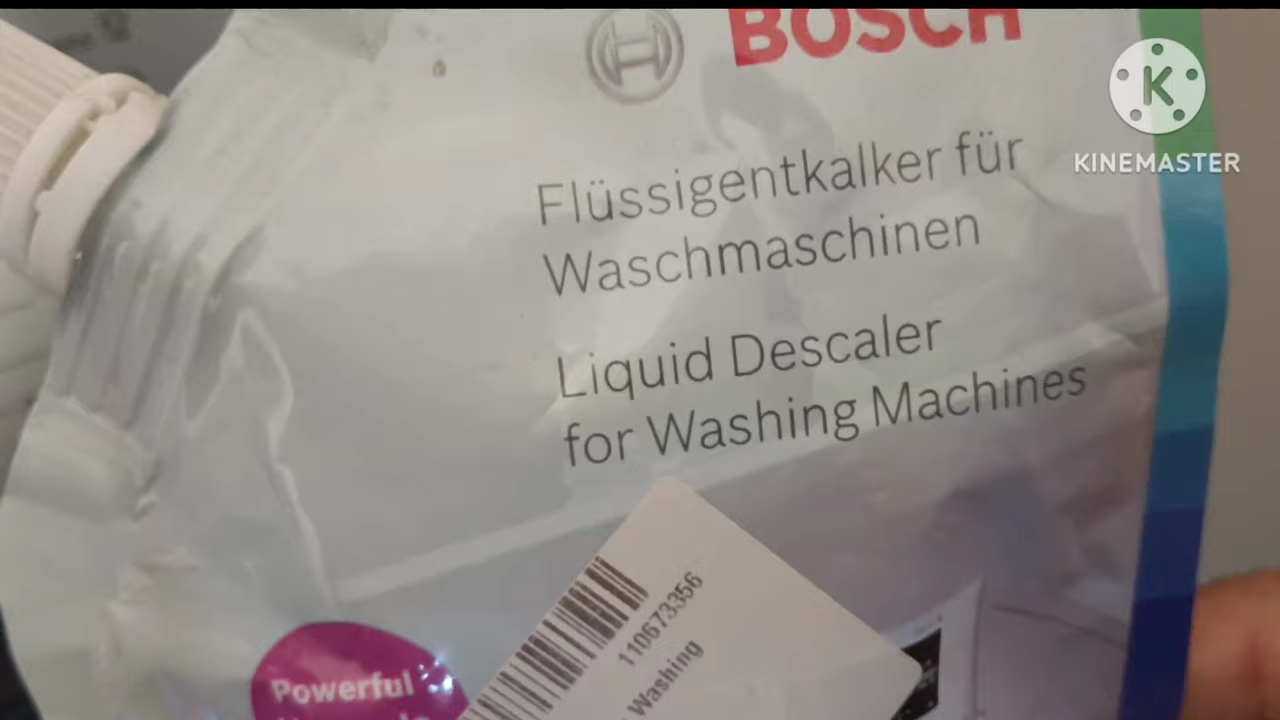 BOSCH
K
KINEMASTER
Flüssigentkalker für
Waschmaschinen
Liquid Descaler
for Washing Machines
110673356
Washing
Powerful